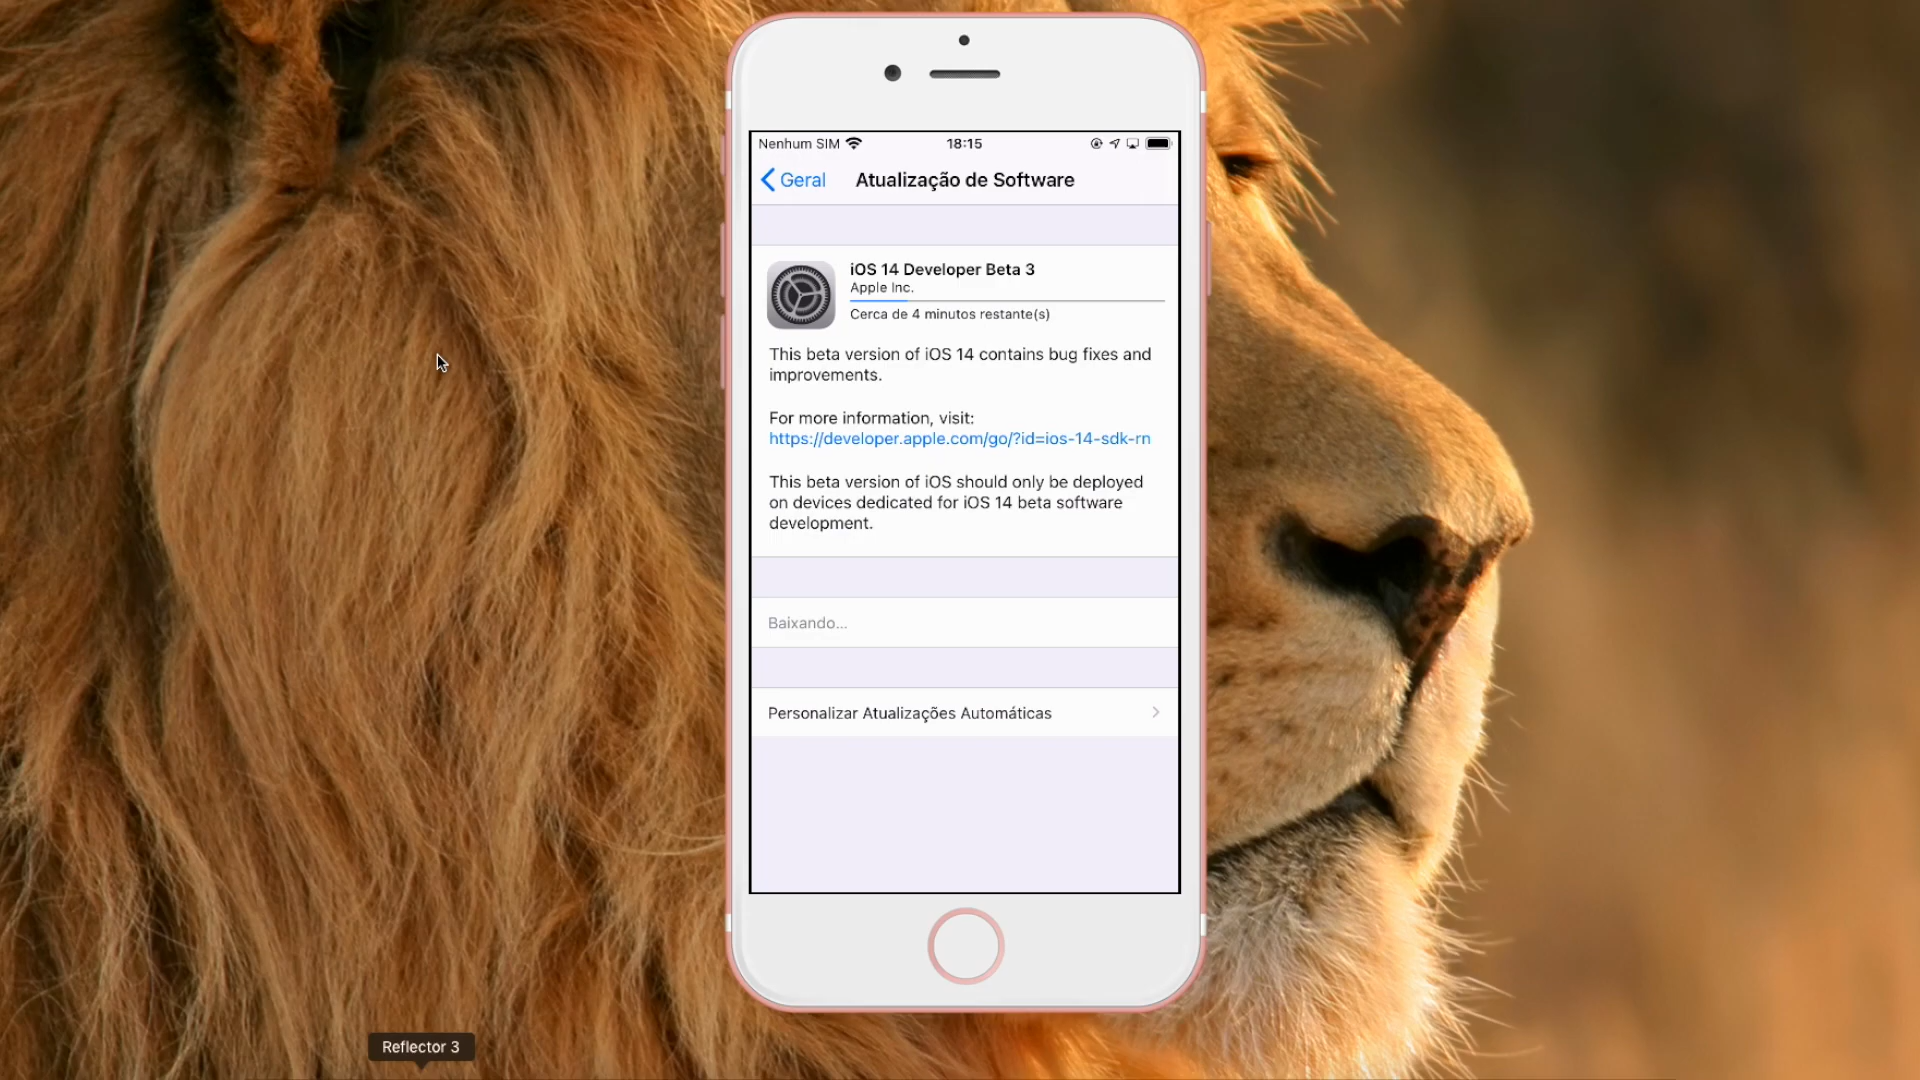 Nenhum SIM
18:15
Geral
Atualização de Software
iOS 14 Developer Beta 3
Apple Inc.
Cerca de 4 minutos restante(s)
This beta version of iOS 14 contains bug fixes and
improvements.
For more information, visit:
https://developer.apple.com/go/?id=ios-14-sdk-rn
This beta version of iOS should only be deployed
on devices dedicated for iOS 14 beta software
development.
Baixando...
Personalizar Atualizações Automáticas
Reflector 3